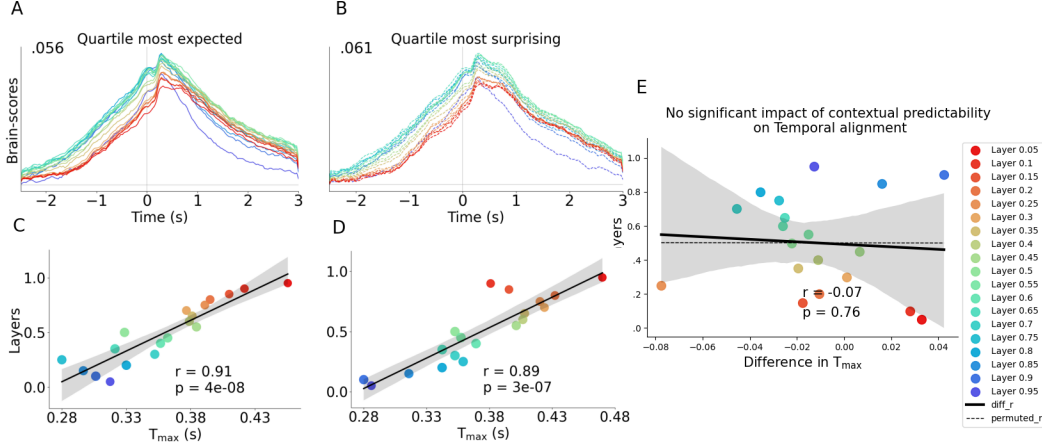 A
Quartile most expected
.056
Brain-scores
−2 −1 0 1 2 3
Time (s)
B
Quartile most surprising
.061
−2 −1 0 1 2 3
Time (s)
C
Layers
1.0
0.5
0.0
r = 0.91
p = 4e-08
0.28 0.33 0.38 0.43
Tmax (s)
D
1.0
0.5
0.0
r = 0.89
p = 3e-07
0.28 0.32 0.36 0.40 0.44 0.48
Tmax (s)
E
No significant impact of contextual predictability
on Temporal alignment
yers
1.0
.8
.6
.4
.2
.0
r = -0.07
p = 0.76
−0.08 −0.06 −0.04 −0.02 0.00 0.02 0.04
Difference in Tmax
Layer 0.05
Layer 0.1
Layer 0.15
Layer 0.2
Layer 0.25
Layer 0.3
Layer 0.35
Layer 0.4
Layer 0.45
Layer 0.5
Layer 0.55
Layer 0.6
Layer 0.65
Layer 0.7
Layer 0.75
Layer 0.8
Layer 0.85
Layer 0.9
Layer 0.95
diff_r
permuted_r